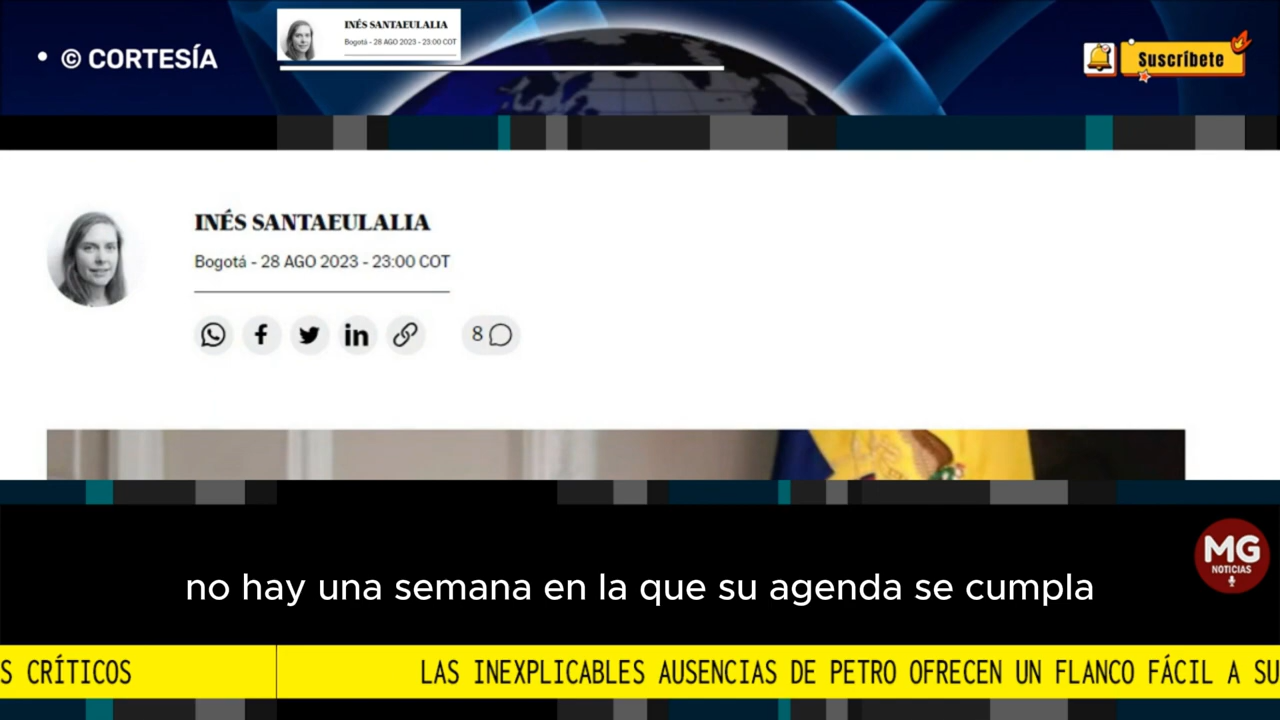 • © CORTESÍA
INÉS SANTAEULALIA
Bogotá - 28 AGO 2023 - 23:00 COT
Suscríbete
INÉS SANTAEULALIA
Bogotá - 28 AGO 2023 - 23:00 COT
8
MG
NOTICIAS
no hay una semana en la que su agenda se cumpla
S CRÍTICOS
LAS INEXPLICABLES AUSENCIAS DE PETRO OFRECEN UN FLANCO FÁCIL A SU